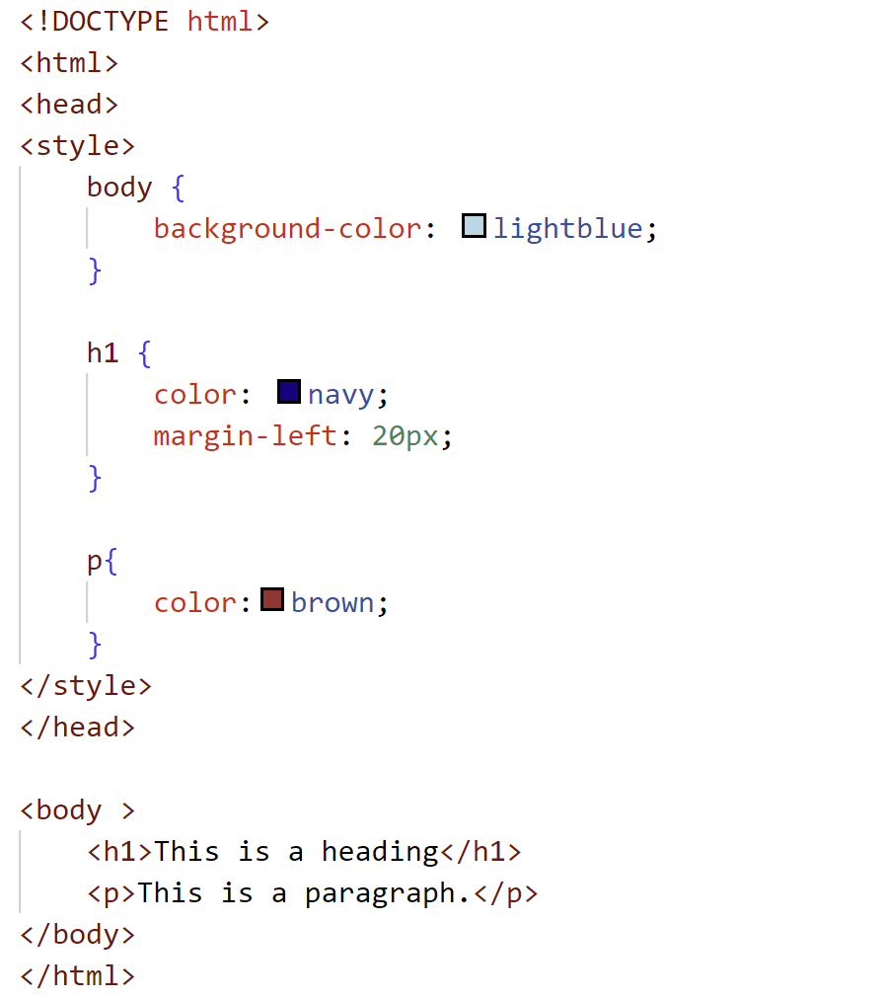 <!DOCTYPE html>
<html>
<head>
<style>
    body {
        background-color: lightblue;
    }

    h1 {
        color: navy;
        margin-left: 20px;
    }

    p{
        color:brown;
    }
</style>
</head>

<body >
    <h1>This is a heading</h1>
    <p>This is a paragraph.</p>
</body>
</html>